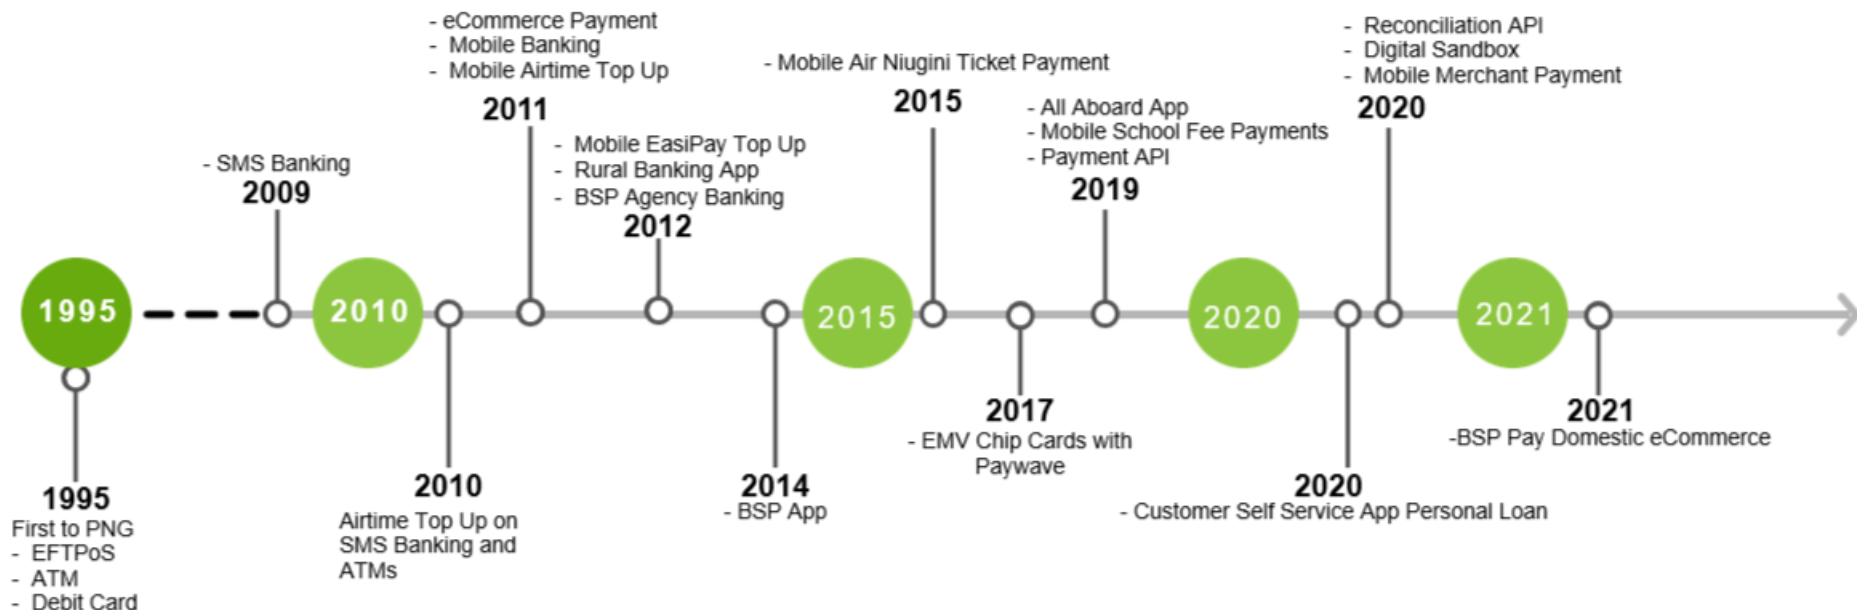 - eCommerce Payment
- Mobile Banking
- Mobile Airtime Top Up
2011
- Mobile Air Niugini Ticket Payment
2015
- Reconciliation API
- Digital Sandbox
- Mobile Merchant Payment
2020
- SMS Banking
2009
- Mobile EasiPay Top Up
- Rural Banking App
- BSP Agency Banking
2012
- All Aboard App
- Mobile School Fee Payments
- Payment API
2019
1995
2010
2015
2020
2021
1995
First to PNG
- EFTPoS
- ATM
- Debit Card
2010
Airtime Top Up on
SMS Banking and
ATMs
2014
- BSP App
2017
- EMV Chip Cards with
Paywave
2020
- Customer Self Service App Personal Loan
2021
-BSP Pay Domestic eCommerce